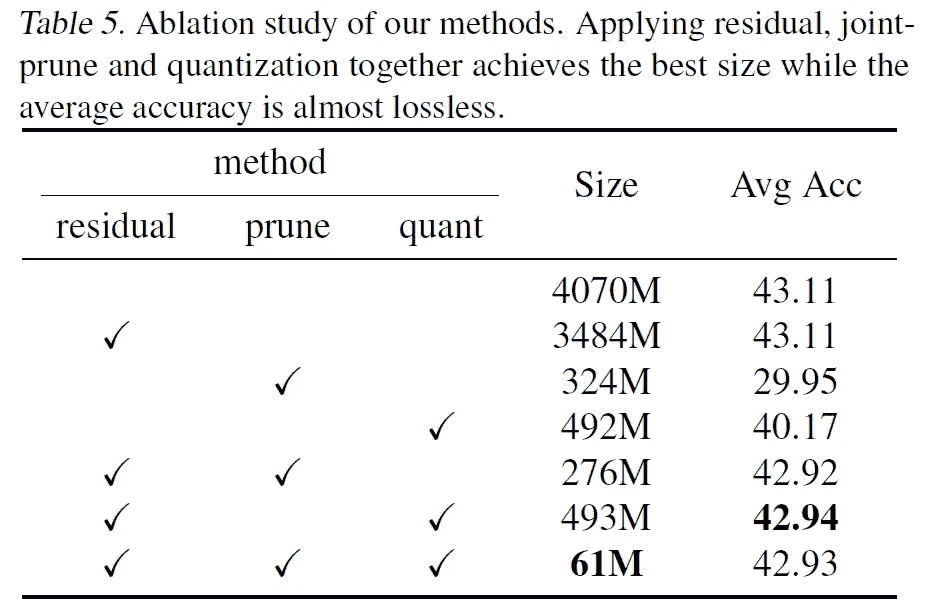 Table 5. Ablation study of our methods. Applying residual, joint-
prune and quantization together achieves the best size while the
average accuracy is almost lossless.
method Size Avg Acc
residual prune quant
4070M 43.11
✓ 3484M 43.11
✓ 324M 29.95
✓ 492M 40.17
✓ ✓ 276M 42.92
✓ ✓ 493M 42.94
✓ ✓ ✓ 61M 42.93